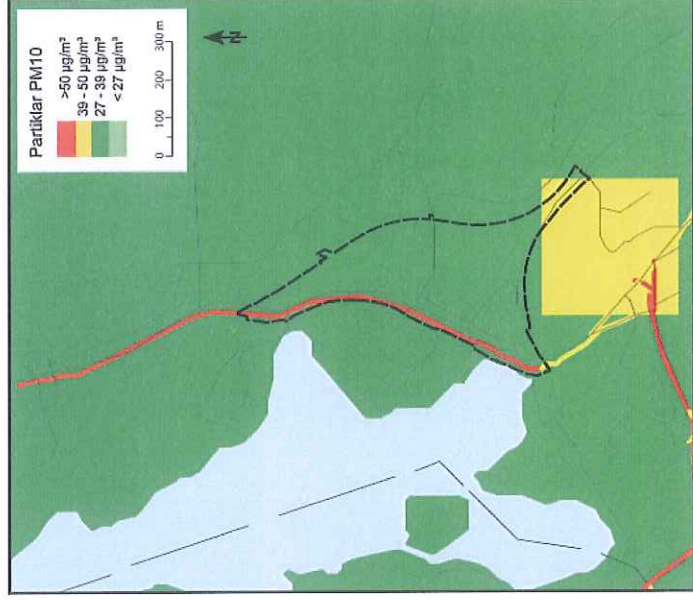 Partiklar PM10
>50 µg/m³
39 - 50 µg/m³
27 - 39 µg/m³
< 27 µg/m³
0 100 200 300 m
N